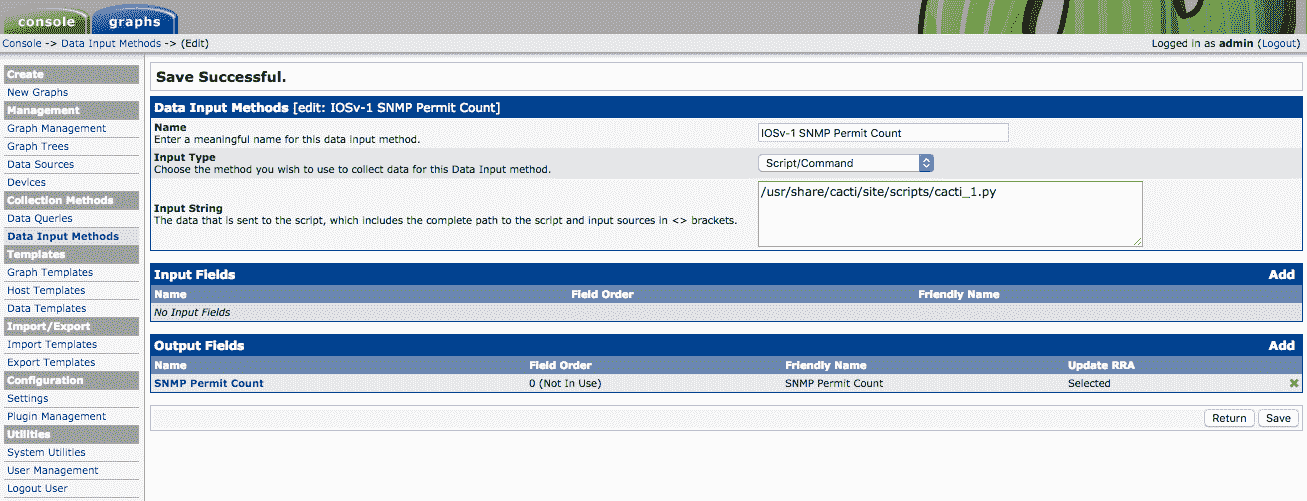 console graphs
Console -> Data Input Methods -> (Edit) Logged in as admin (Logout)
Create
New Graphs
Management
Graph Management
Graph Trees
Data Sources
Devices
Collection Methods
Data Queries
Data Input Methods
Templates
Graph Templates
Host Templates
Data Templates
Import/Export
Import Templates
Export Templates
Configuration
Settings
Plugin Management
Utilities
System Utilities
User Management
Logout User
Save Successful.
Data Input Methods [edit: IOSv-1 SNMP Permit Count]
Name
Enter a meaningful name for this data input method.
IOSv-1 SNMP Permit Count
Input Type
Choose the method you wish to use to collect data for this Data Input method.
Script/Command
Input String
The data that is sent to the script, which includes the complete path to the script and input sources in <> brackets.
/usr/share/cacti/site/scripts/cacti_1.py
Input Fields Add
Name Field Order Friendly Name
No Input Fields
Output Fields Add
Name Field Order Friendly Name Update RRA
SNMP Permit Count 0 (Not In Use) SNMP Permit Count Selected
Return Save